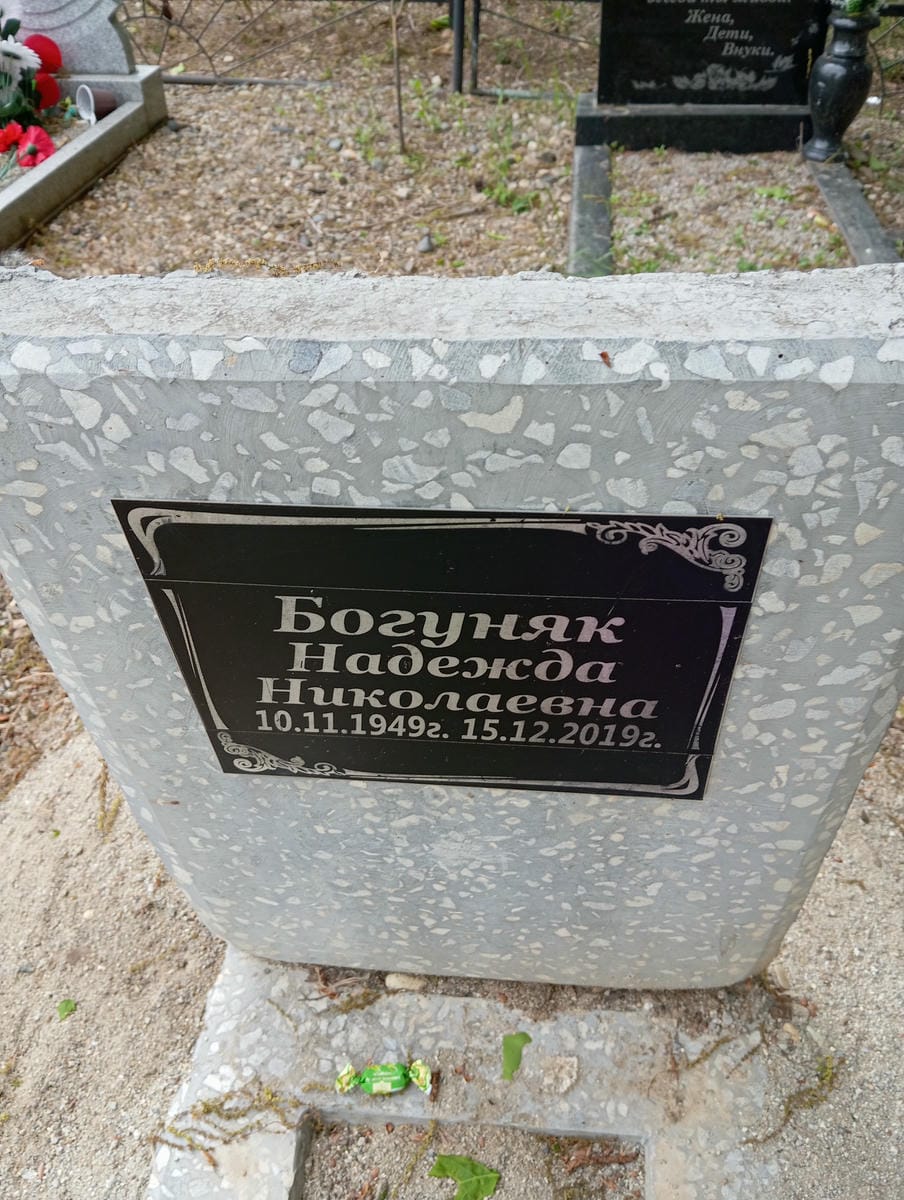 Жена,
Дети,
Внуки.
Богуняк
Надежда
Николаевна
10.11.1949г. 15.12.2019г.